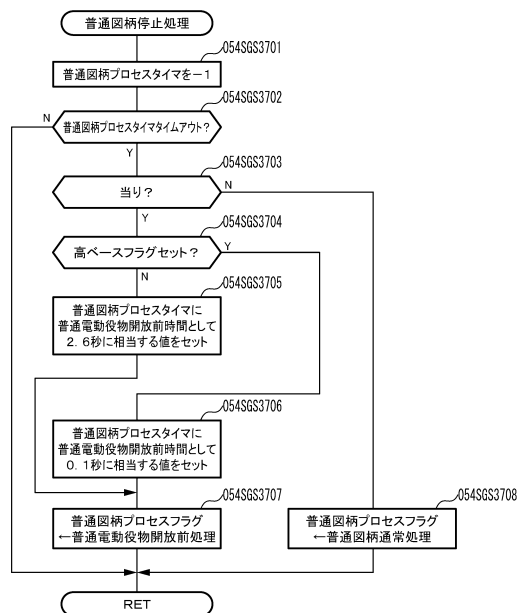 普通図柄停止処理
054SGS3701
普通図柄プロセスタイマを－1
054SGS3702
N
普通図柄プロセスタイマタイムアウト？
Y
054SGS3703
当り？
N
Y
054SGS3704
高ベースフラグセット？
Y
N
054SGS3705
普通図柄プロセスタイマに
普通電動役物開放前時間として
2．6秒に相当する値をセット
054SGS3706
普通図柄プロセスタイマに
普通電動役物開放前時間として
0．1秒に相当する値をセット
054SGS3707
普通図柄プロセスフラグ
←普通電動役物開放前処理
054SGS3708
普通図柄プロセスフラグ
←普通図柄通常処理
RET